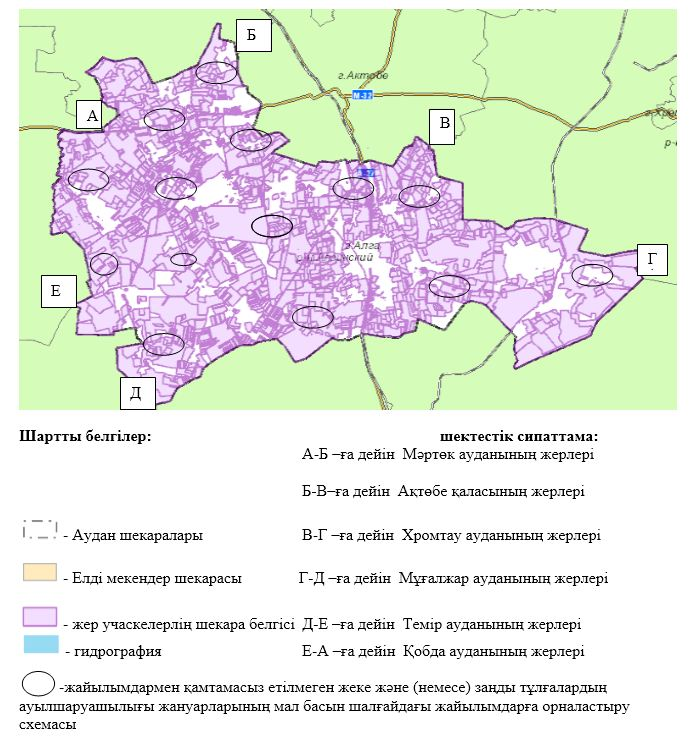 Б
г.Актобе
М-32
А
В
г.Хром
р-
г.Алга
Г
Е
Д
Шартты белгілер: шектестік сипаттама:
А-Б –ға дейін Мәртөк ауданының жерлері
Б-В–ға дейін Ақтөбе қаласының жерлері
- Аудан шекаралары В-Г –ға дейін Хромтау ауданының жерлері
- Елді мекендер шекарасы Г-Д –ға дейін Мұғалжар ауданының жерлері
- жер учаскелерлің шекара белгісі Д-Е –ға дейін Темір ауданының жерлері
- гидрография Е-А –ға дейін Қобда ауданының жерлері
-жайылымдармен қамтамасыз етілмеген жеке және (немесе) заңды тұлғалардың
ауылшаруашылығы жануарларының мал басын шалғайдағы жайылымдарға орналастыру
схемасы